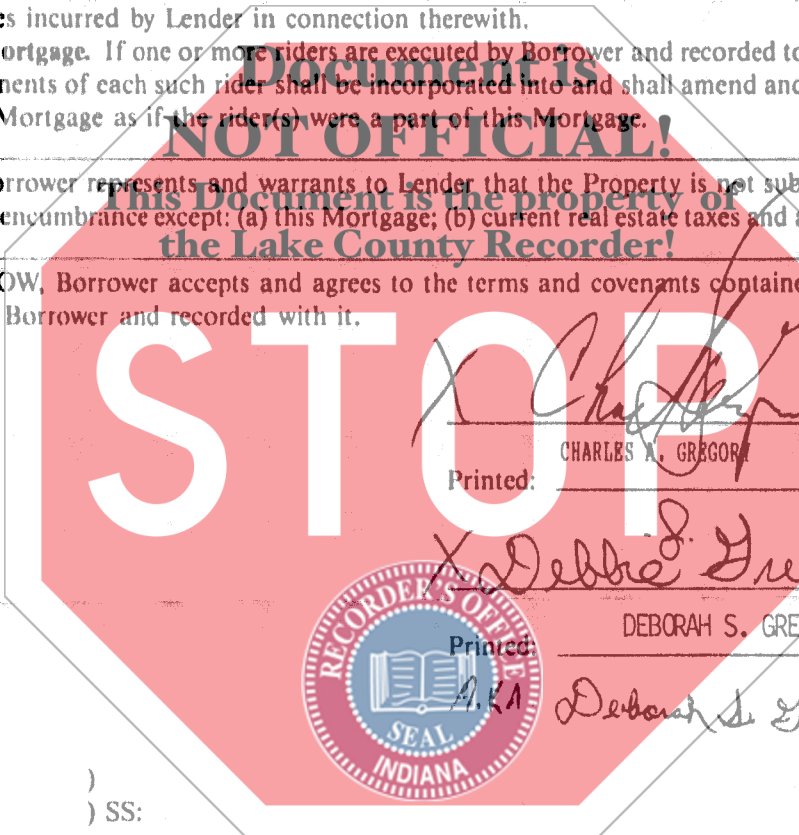 es incurred by Lender in connection therewith.
ortgage. If one or more riders are executed by Borrower and recorded to
Document is
nents of each such rider shall be incorporated into and shall amend and
Mortgage as if the rider(s) were a part of this Mortgage.
NOT OFFICIAL!
orrower represents and warrants to Lender that the Property is not sub
This Document is the property of
encumbrance except: (a) this Mortgage; (b) current real estate taxes and a
the Lake County Recorder!
OW, Borrower accepts and agrees to the terms and covenants containe
Borrower and recorded with it.
STOP
X
CHARLES A. GREGORY
Printed:
X Debbie S. Gre
DEBORAH S. GRE
Printed:
A.K.A Deborah S. G
RECORDER'S OFFICE
SEAL
INDIANA
)
) SS: